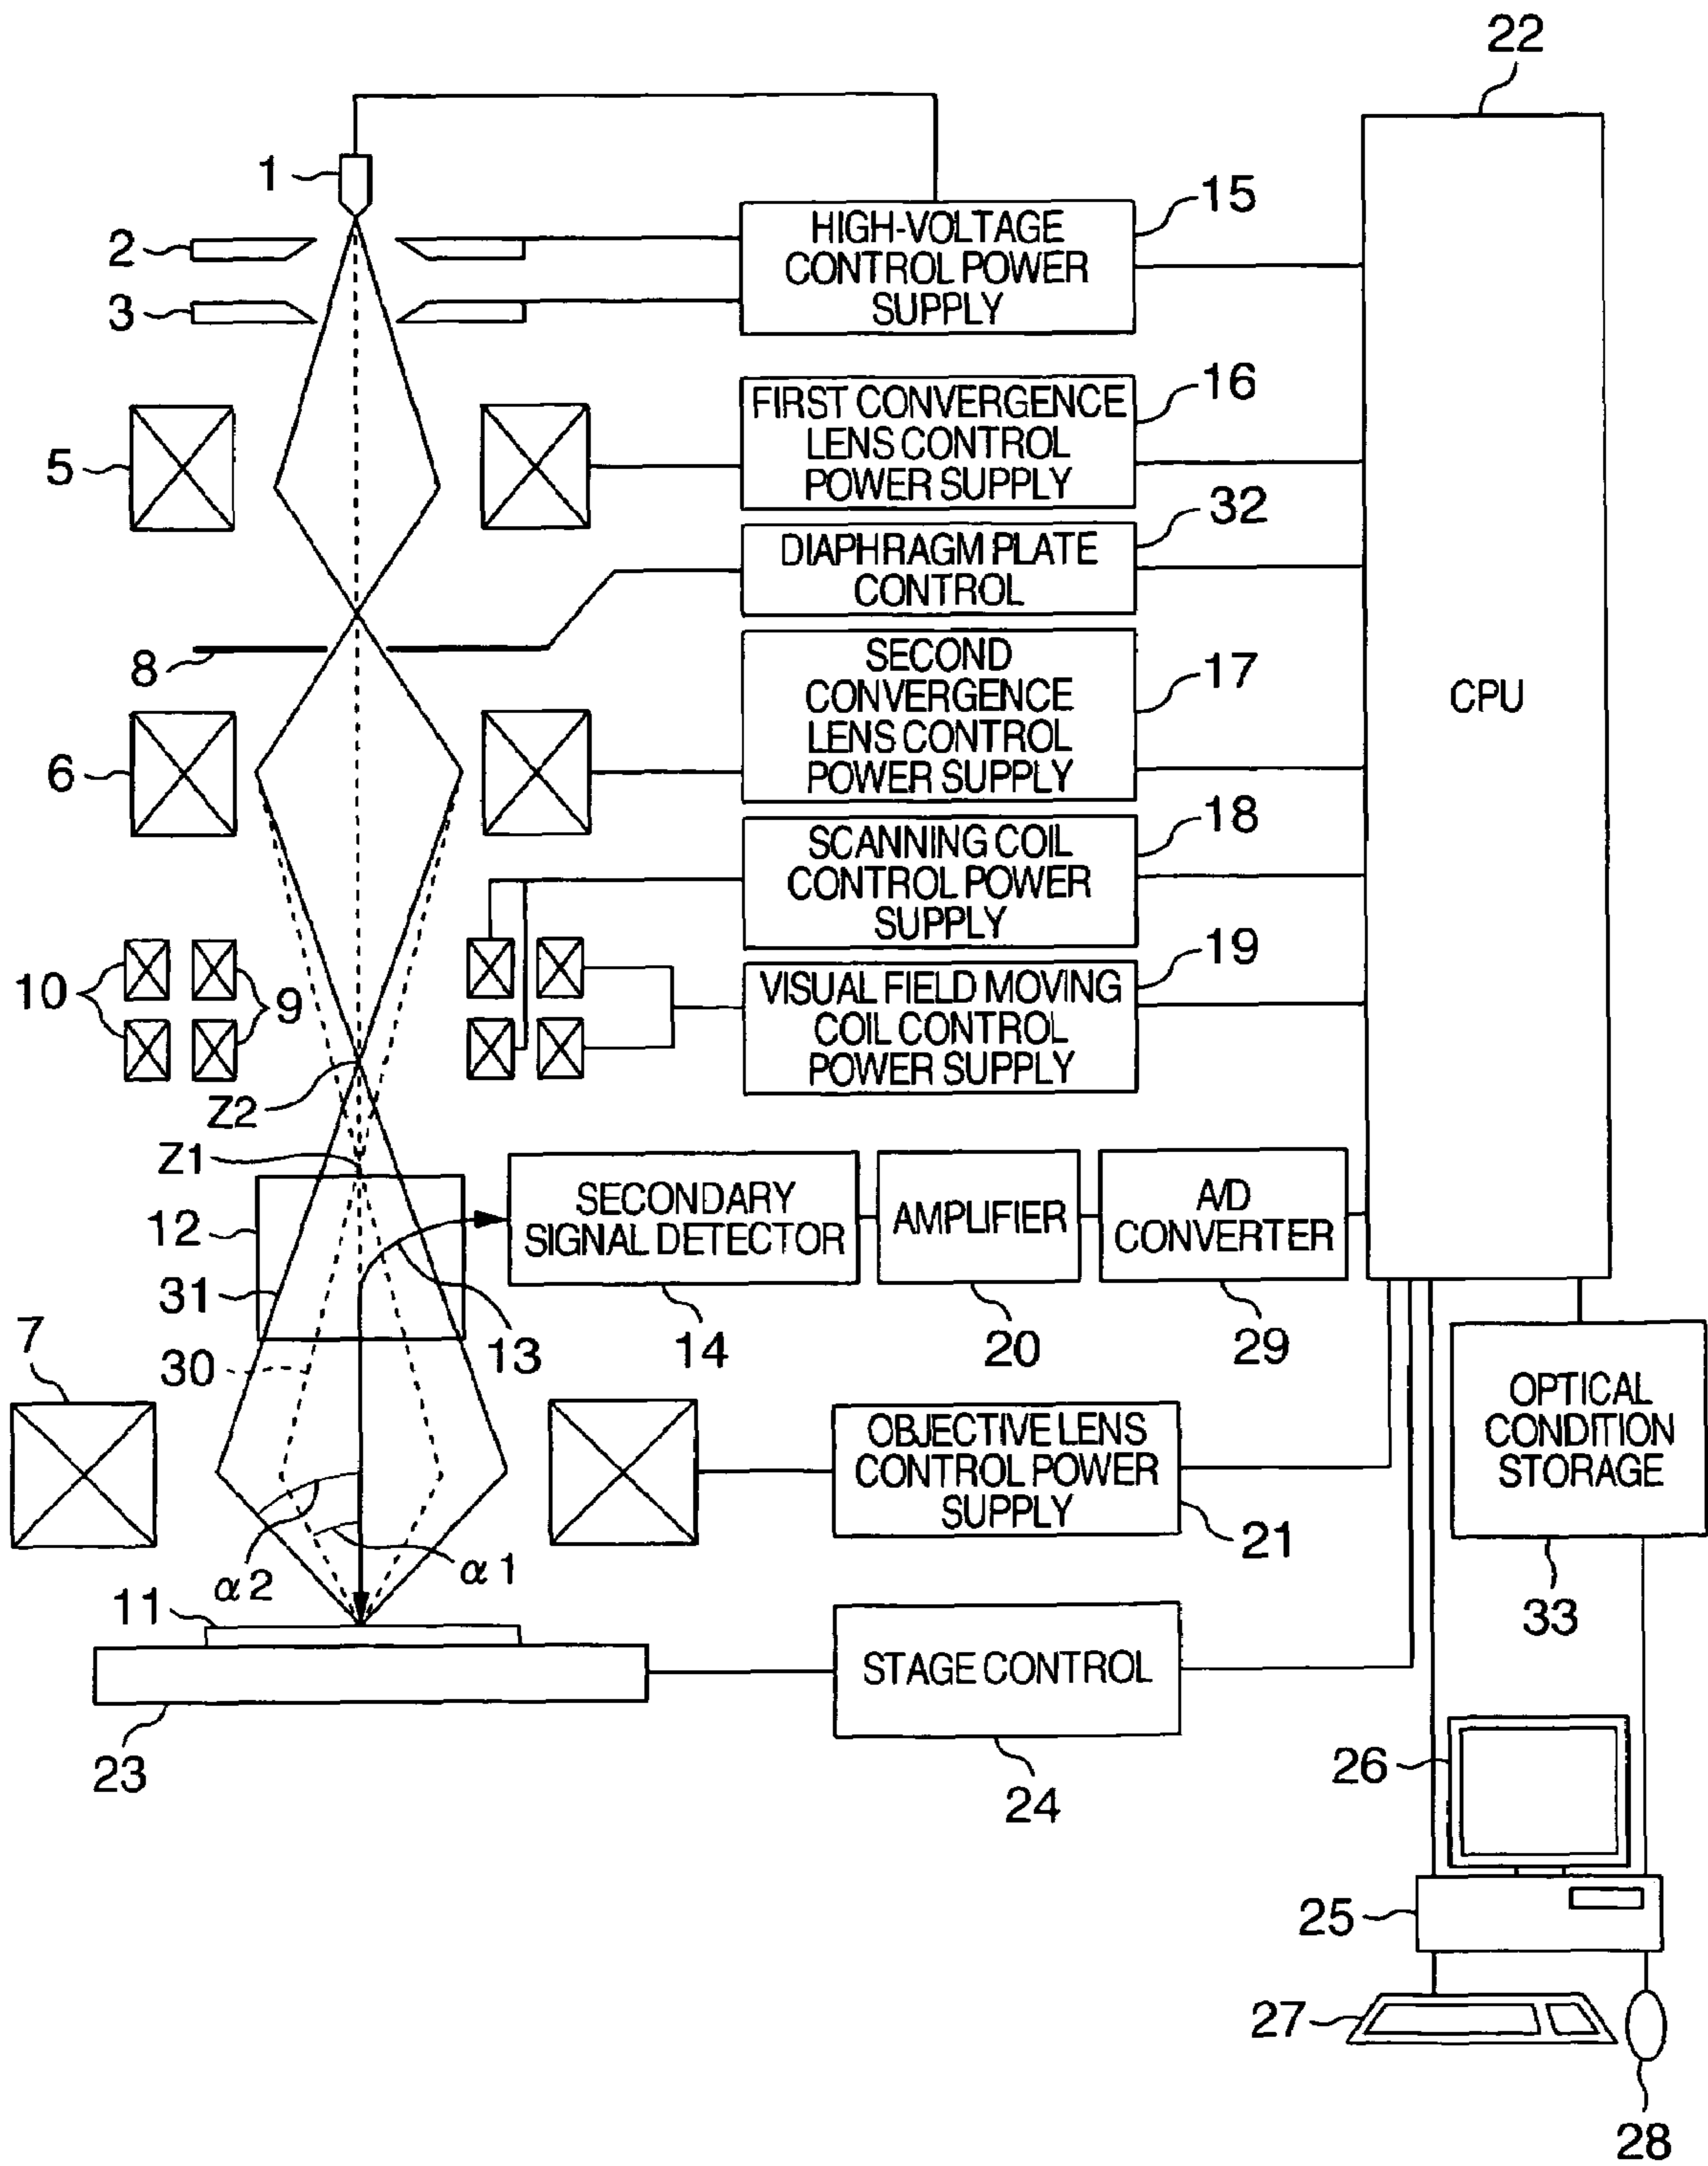 22
1
15
HIGH-VOLTAGE
CONTROL POWER
SUPPLY
2
3
16
FIRST CONVERGENCE
LENS CONTROL
POWER SUPPLY
5
32
DIAPHRAGM PLATE
CONTROL
8
SECOND
CONVERGENCE
LENS CONTROL
POWER SUPPLY
17
CPU
6
18
SCANNING COIL
CONTROL POWER
SUPPLY
19
10
9
VISUAL FIELD MOVING
COIL CONTROL
POWER SUPPLY
Z2
Z1
12
SECONDARY
SIGNAL DETECTOR
AMPLIFIER
A/D
CONVERTER
31
30
13
14
20
29
7
OPTICAL
CONDITION
STORAGE
OBJECTIVE LENS
CONTROL POWER
SUPPLY
21
α2
α1
33
11
STAGE CONTROL
23
24
26
25
27
28